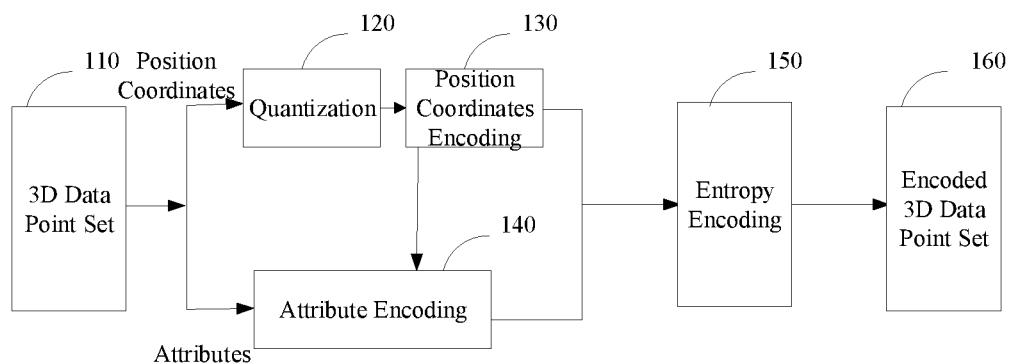 120
130
110
Position
Coordinates
Quantization
Position
Coordinates
Encoding
150
160
3D Data
Point Set
Entropy
Encoding
Encoded
3D Data
Point Set
140
Attribute Encoding
Attributes